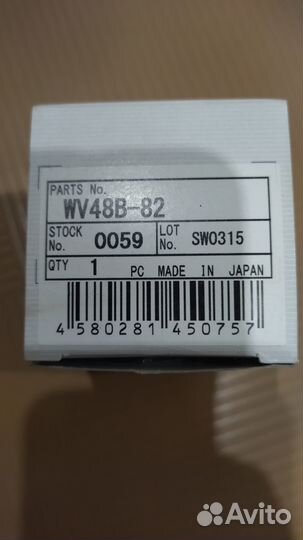 PARTS No.
WV48B-82
STOCK No. 0059 LOT No. SW0315
QTY 1 PC MADE IN JAPAN
4 580281 450757
Avito